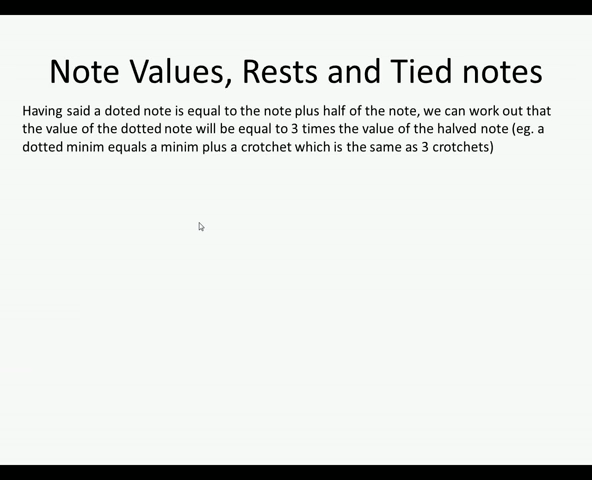 Note Values, Rests and Tied notes
Having said a doted note is equal to the note plus half of the note, we can work out that
the value of the dotted note will be equal to 3 times the value of the halved note (eg. a
dotted minim equals a minim plus a crotchet which is the same as 3 crotchets)